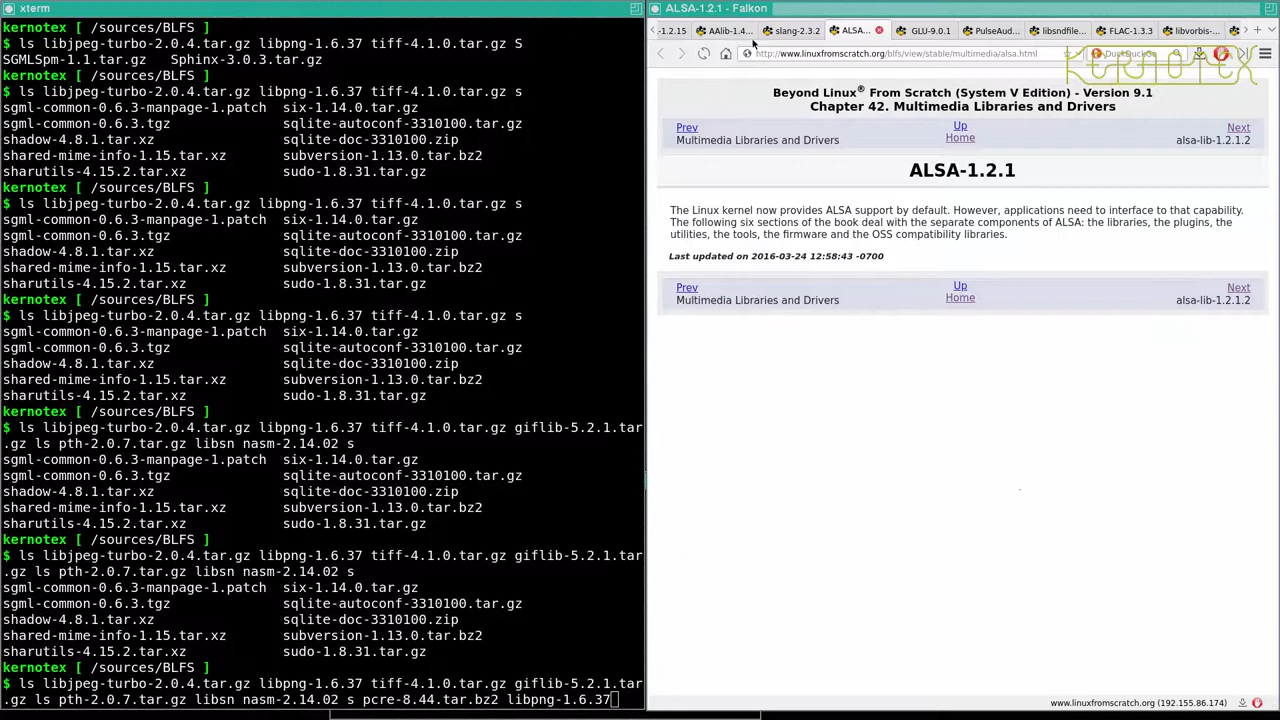 xterm
kernotex [ /sources/BLFS ]
$ ls libjpeg-turbo-2.0.4.tar.gz libpng-1.6.37 tiff-4.1.0.tar.gz S
SGMLSpm-1.1.tar.gz   Sphinx-3.0.3.tar.gz
kernotex [ /sources/BLFS ]
$ ls libjpeg-turbo-2.0.4.tar.gz libpng-1.6.37 tiff-4.1.0.tar.gz s
sgml-common-0.6.3-manpage-1.patch  six-1.14.0.tar.gz
sgml-common-0.6.3.tgz              sqlite-autoconf-3310100.tar.gz
shadow-4.8.1.tar.xz                sqlite-doc-3310100.zip
shared-mime-info-1.15.tar.xz       subversion-1.13.0.tar.bz2
sharutils-4.15.2.tar.xz            sudo-1.8.31.tar.gz
kernotex [ /sources/BLFS ]
$ ls libjpeg-turbo-2.0.4.tar.gz libpng-1.6.37 tiff-4.1.0.tar.gz s
sgml-common-0.6.3-manpage-1.patch  six-1.14.0.tar.gz
sgml-common-0.6.3.tgz              sqlite-autoconf-3310100.tar.gz
shadow-4.8.1.tar.xz                sqlite-doc-3310100.zip
shared-mime-info-1.15.tar.xz       subversion-1.13.0.tar.bz2
sharutils-4.15.2.tar.xz            sudo-1.8.31.tar.gz
kernotex [ /sources/BLFS ]
$ ls libjpeg-turbo-2.0.4.tar.gz libpng-1.6.37 tiff-4.1.0.tar.gz s
sgml-common-0.6.3-manpage-1.patch  six-1.14.0.tar.gz
sgml-common-0.6.3.tgz              sqlite-autoconf-3310100.tar.gz
shadow-4.8.1.tar.xz                sqlite-doc-3310100.zip
shared-mime-info-1.15.tar.xz       subversion-1.13.0.tar.bz2
sharutils-4.15.2.tar.xz            sudo-1.8.31.tar.gz
kernotex [ /sources/BLFS ]
$ ls libjpeg-turbo-2.0.4.tar.gz libpng-1.6.37 tiff-4.1.0.tar.gz giflib-5.2.1.tar
.gz ls pth-2.0.7.tar.gz libsn nasm-2.14.02 s
sgml-common-0.6.3-manpage-1.patch  six-1.14.0.tar.gz
sgml-common-0.6.3.tgz              sqlite-autoconf-3310100.tar.gz
shadow-4.8.1.tar.xz                sqlite-doc-3310100.zip
shared-mime-info-1.15.tar.xz       subversion-1.13.0.tar.bz2
sharutils-4.15.2.tar.xz            sudo-1.8.31.tar.gz
kernotex [ /sources/BLFS ]
$ ls libjpeg-turbo-2.0.4.tar.gz libpng-1.6.37 tiff-4.1.0.tar.gz giflib-5.2.1.tar
.gz ls pth-2.0.7.tar.gz libsn nasm-2.14.02 s
sgml-common-0.6.3-manpage-1.patch  six-1.14.0.tar.gz
sgml-common-0.6.3.tgz              sqlite-autoconf-3310100.tar.gz
shadow-4.8.1.tar.xz                sqlite-doc-3310100.zip
shared-mime-info-1.15.tar.xz       subversion-1.13.0.tar.bz2
sharutils-4.15.2.tar.xz            sudo-1.8.31.tar.gz
kernotex [ /sources/BLFS ]
$ ls libjpeg-turbo-2.0.4.tar.gz libpng-1.6.37 tiff-4.1.0.tar.gz giflib-5.2.1.tar
.gz ls pth-2.0.7.tar.gz libsn nasm-2.14.02 s pcre-8.44.tar.bz2 libpng-1.6.37
ALSA-1.2.1 - Falkon
-1.2.15 AAlib-1.4... slang-2.3.2 ALSA... GLU-9.0.1 PulseAud... libsndfile... FLAC-1.3.3 libvorbis-...
http://www.linuxfromscratch.org/blfs/view/stable/multimedia/alsa.html DuckDuckGo
KERNOTEX
Beyond Linux® From Scratch (System V Edition) - Version 9.1
Chapter 42. Multimedia Libraries and Drivers
Prev Up Next
Multimedia Libraries and Drivers Home alsa-lib-1.2.1.2
ALSA-1.2.1
The Linux kernel now provides ALSA support by default. However, applications need to interface to that capability.
The following six sections of the book deal with the separate components of ALSA: the libraries, the plugins, the
utilities, the tools, the firmware and the OSS compatibility libraries.
Last updated on 2016-03-24 12:58:43 -0700
Prev Up Next
Multimedia Libraries and Drivers Home alsa-lib-1.2.1.2
www.linuxfromscratch.org (192.155.86.174)